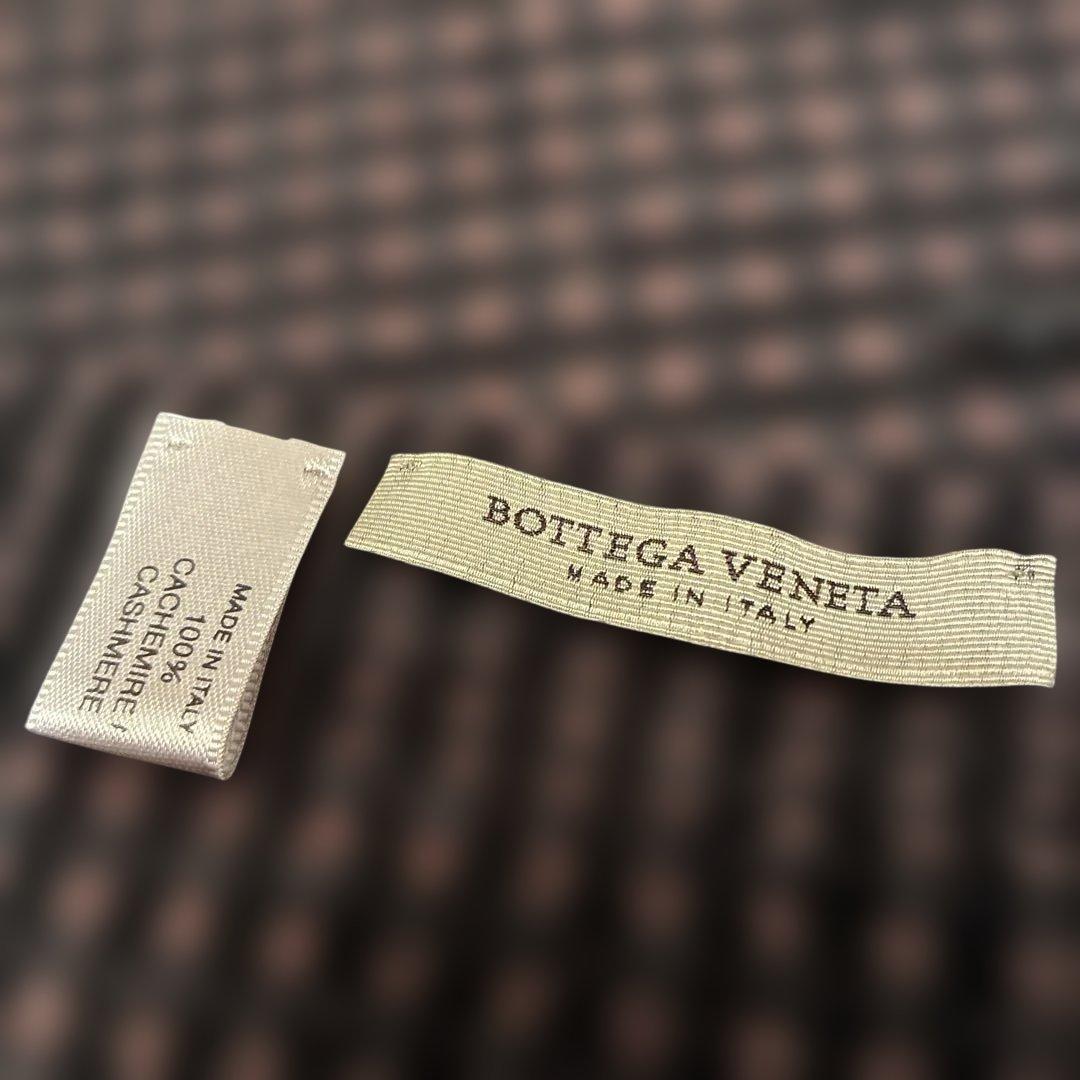 MADE IN ITALY
100%
CACHEMIRE /
CASHMERE
BOTTEGA VENETA
MADE IN ITALY